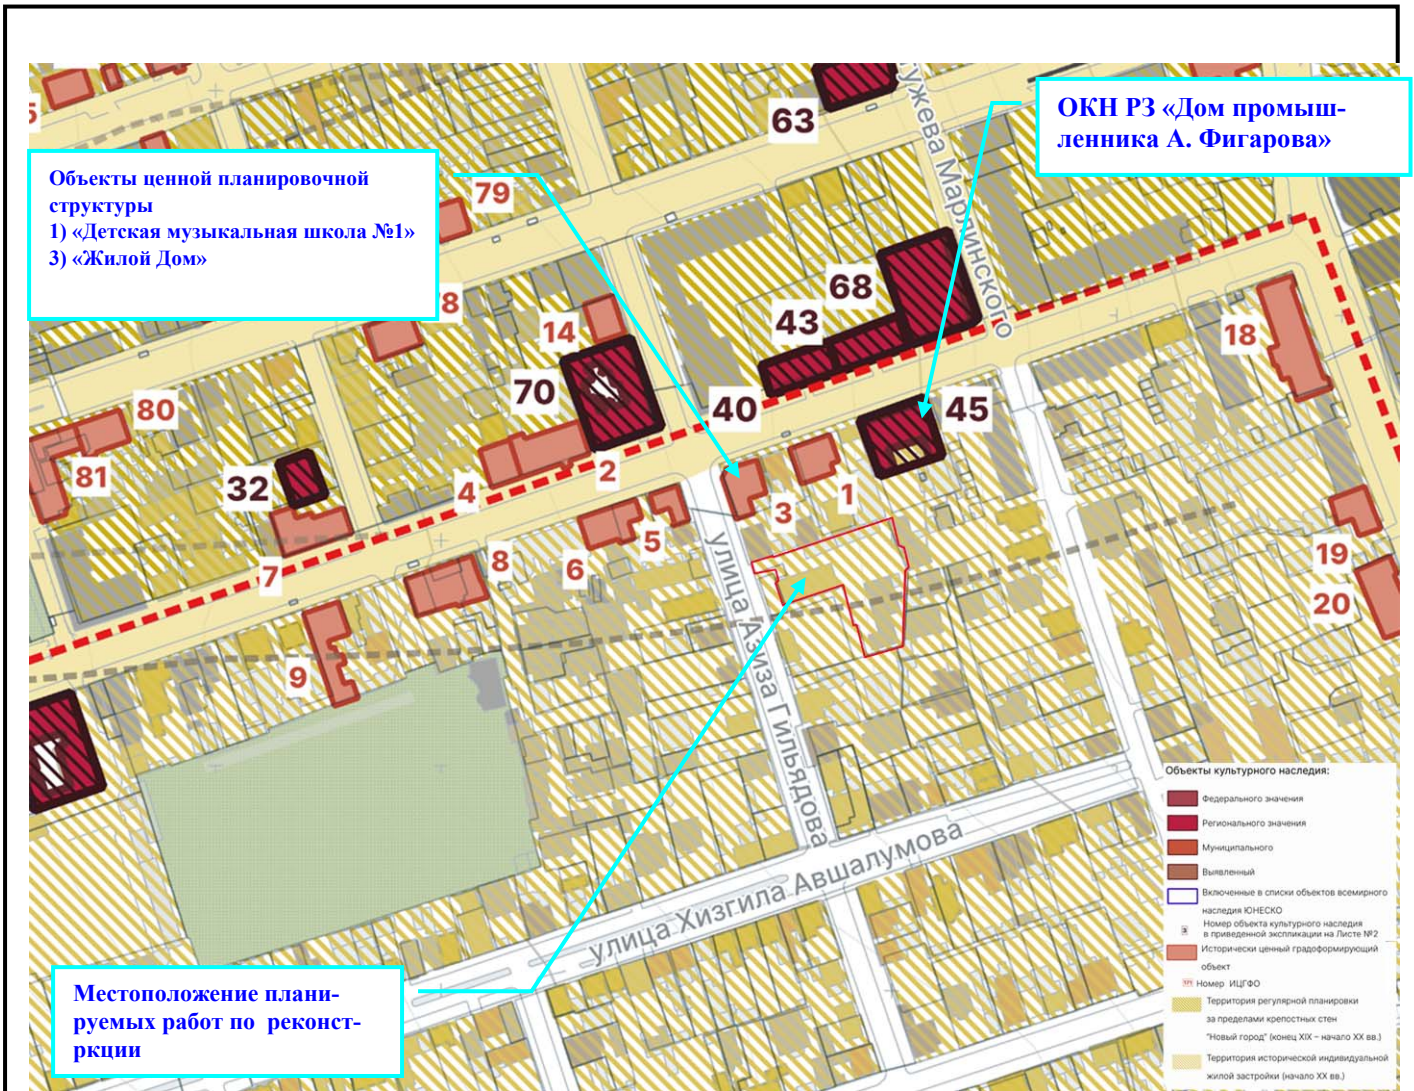 ОКН РЗ «Дом промыш-
ленника А. Фигарова»
Объекты ценной планировочной
структуры
1) «Детская музыкальная школа №1»
3) «Жилой Дом»
Местоположение плани-
руемых работ по реконст-
ркции
5
63
79
8
14
70
68
43
40
45
18
80
81
32
4
2
7
8
6
5
3
1
9
19
20
гужева Марлинского
улица Азиза Гильядова
улица Хизгила Авшалумова
Объекты культурного наследия:
Федерального значения
Регионального значения
Муниципального
Выявленный
Включенные в списки объектов всемирного
наследия ЮНЕСКО
Номер объекта культурного наследия
в приведенной экспликации на Листе №2
Исторически ценный градоформирующий
объект
Номер ИЦГФО
Территория регулярной планировки
за пределами крепостных стен
"Новый город" (конец XIX – начало XX вв.)
Территория исторической индивидуальной
жилой застройки (начало XX вв.)